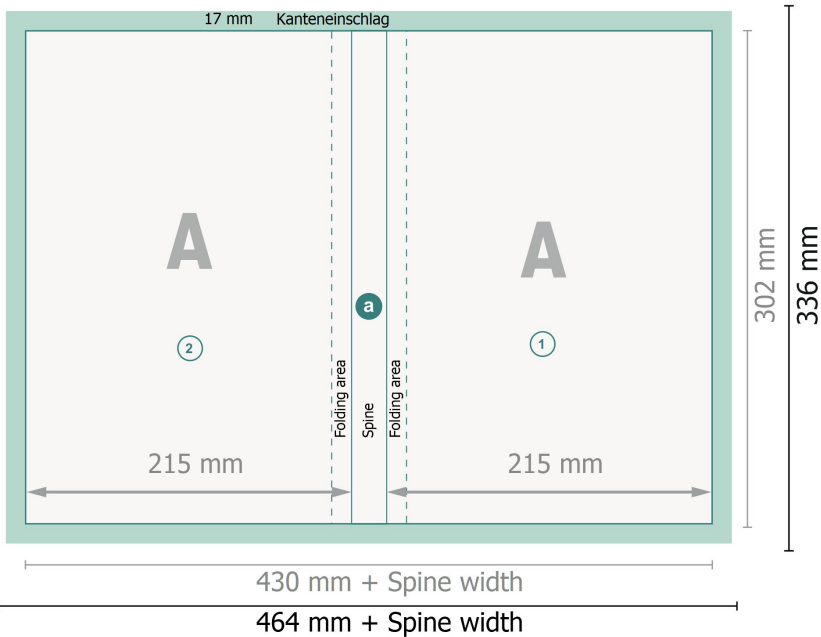 17 mm Kanteneinschlag
A
A
a
2
1
Folding area
Spine
Folding area
215 mm
215 mm
302 mm
336 mm
430 mm + Spine width
464 mm + Spine width